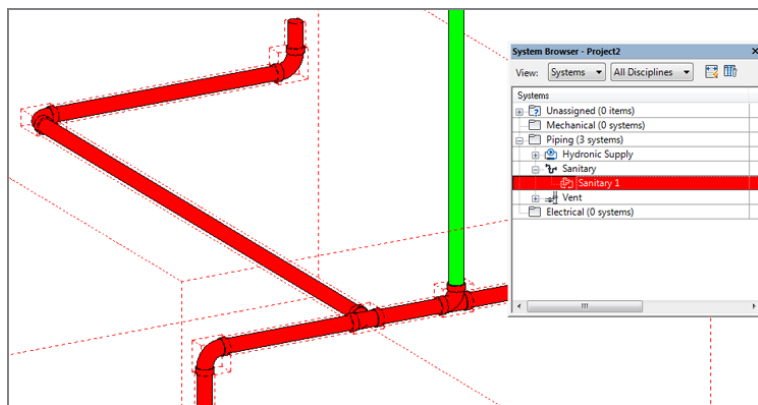 System Browser - Project2
View: Systems All Disciplines
Systems
Unassigned (0 items)
Mechanical (0 systems)
Piping (3 systems)
Hydronic Supply
Sanitary
Sanitary 1
Vent
Electrical (0 systems)